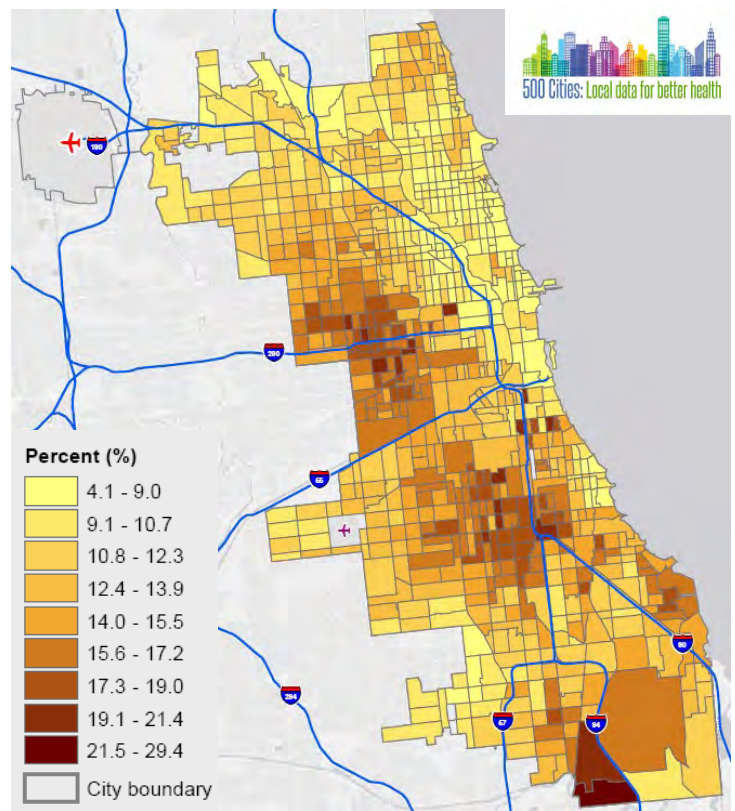 500 Cities: Local data for better health
190
290
55
294
90
57
94
Percent (%)
4.1 - 9.0
9.1 - 10.7
10.8 - 12.3
12.4 - 13.9
14.0 - 15.5
15.6 - 17.2
17.3 - 19.0
19.1 - 21.4
21.5 - 29.4
City boundary